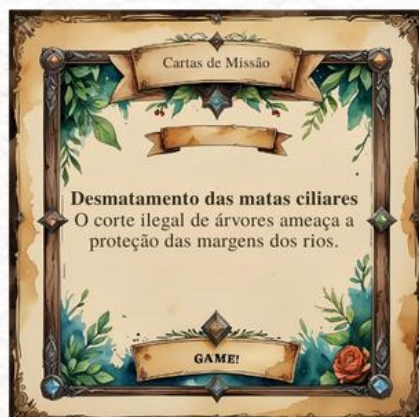 Cartas de Missão
Desmatamento das matas ciliares
O corte ilegal de árvores ameaça a
proteção das margens dos rios.
GAME!